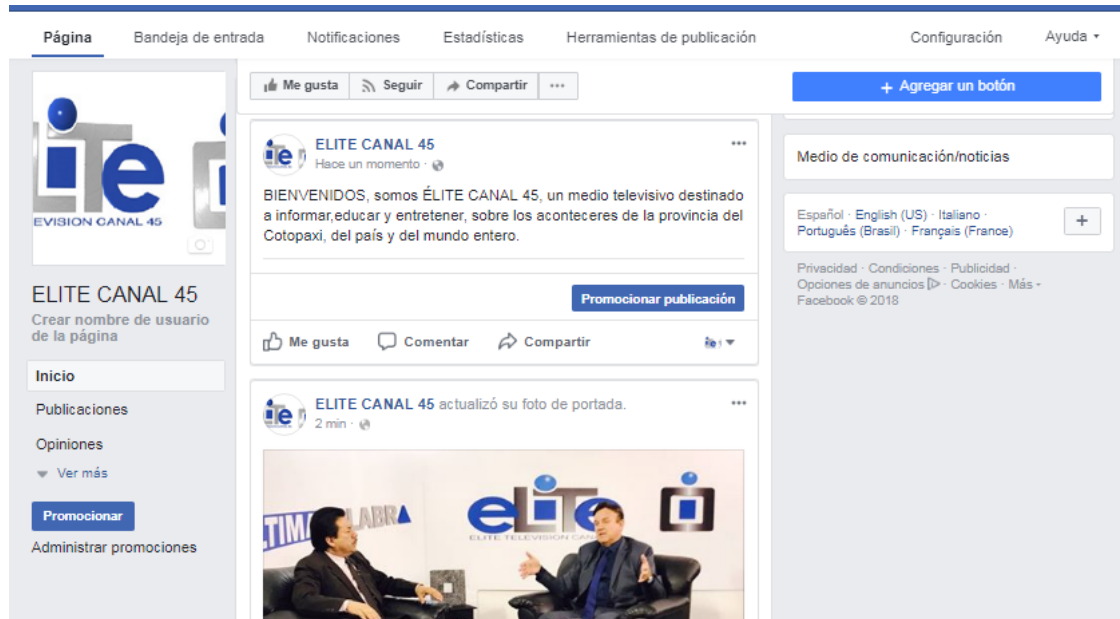 Página Bandeja de entrada Notificaciones Estadísticas Herramientas de publicación Configuración Ayuda
Me gusta Seguir Compartir ...
+ Agregar un botón
eLiTe
EVISION CANAL 45
ELITE CANAL 45
Crear nombre de usuario
de la página
Inicio
Publicaciones
Opiniones
Ver más
Promocionar
Administrar promociones
ELITE CANAL 45
Hace un momento ·
BIENVENIDOS, somos ÉLITE CANAL 45, un medio televisivo destinado
a informar,educar y entretener, sobre los aconteceres de la provincia del
Cotopaxi, del país y del mundo entero.
Promocionar publicación
Me gusta Comentar Compartir
ELITE CANAL 45 actualizó su foto de portada.
2 min ·
LTIMA
LABRA
eLiTe
ELITE TELEVISION CAN
Medio de comunicación/noticias
Español · English (US) · Italiano ·
Português (Brasil) · Français (France)
+
Privacidad · Condiciones · Publicidad ·
Opciones de anuncios · Cookies · Más
Facebook © 2018